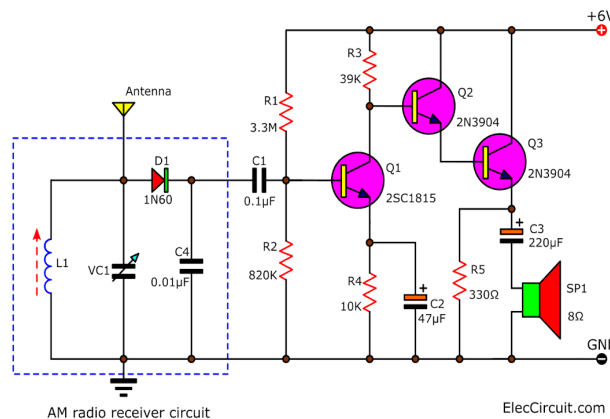 +6V
Antenna
R3
39K
Q2
2N3904
R1
3.3M
Q3
2N3904
D1
1N60
C1
0.1µF
Q1
2SC1815
L1
VC1
C4
0.01µF
R2
820K
R4
10K
+
C2
47µF
R5
330Ω
+
C3
220µF
SP1
8Ω
GND
AM radio receiver circuit
ElecCircuit.com